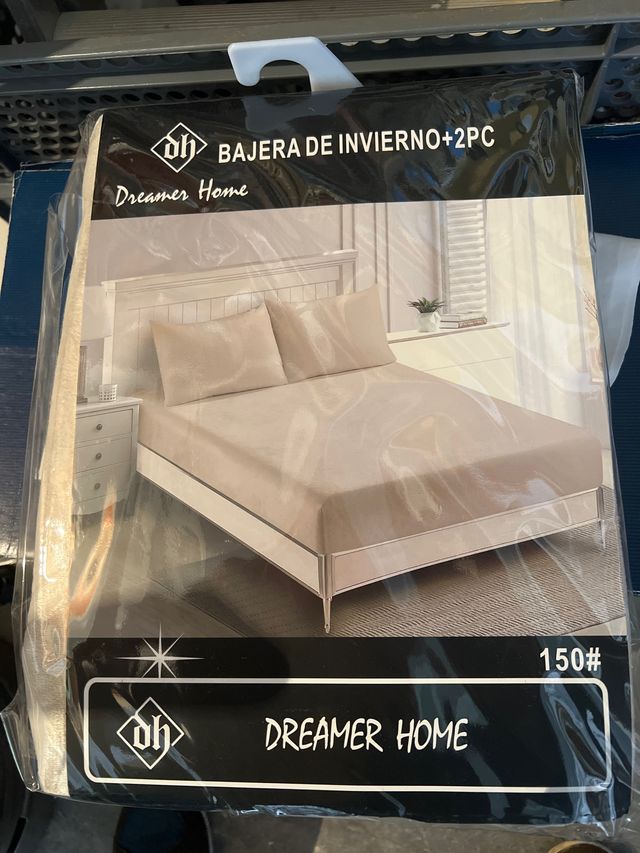 dh BAJERA DE INVIERNO+2PC
Dreamer Home
150#
dh DREAMER HOME